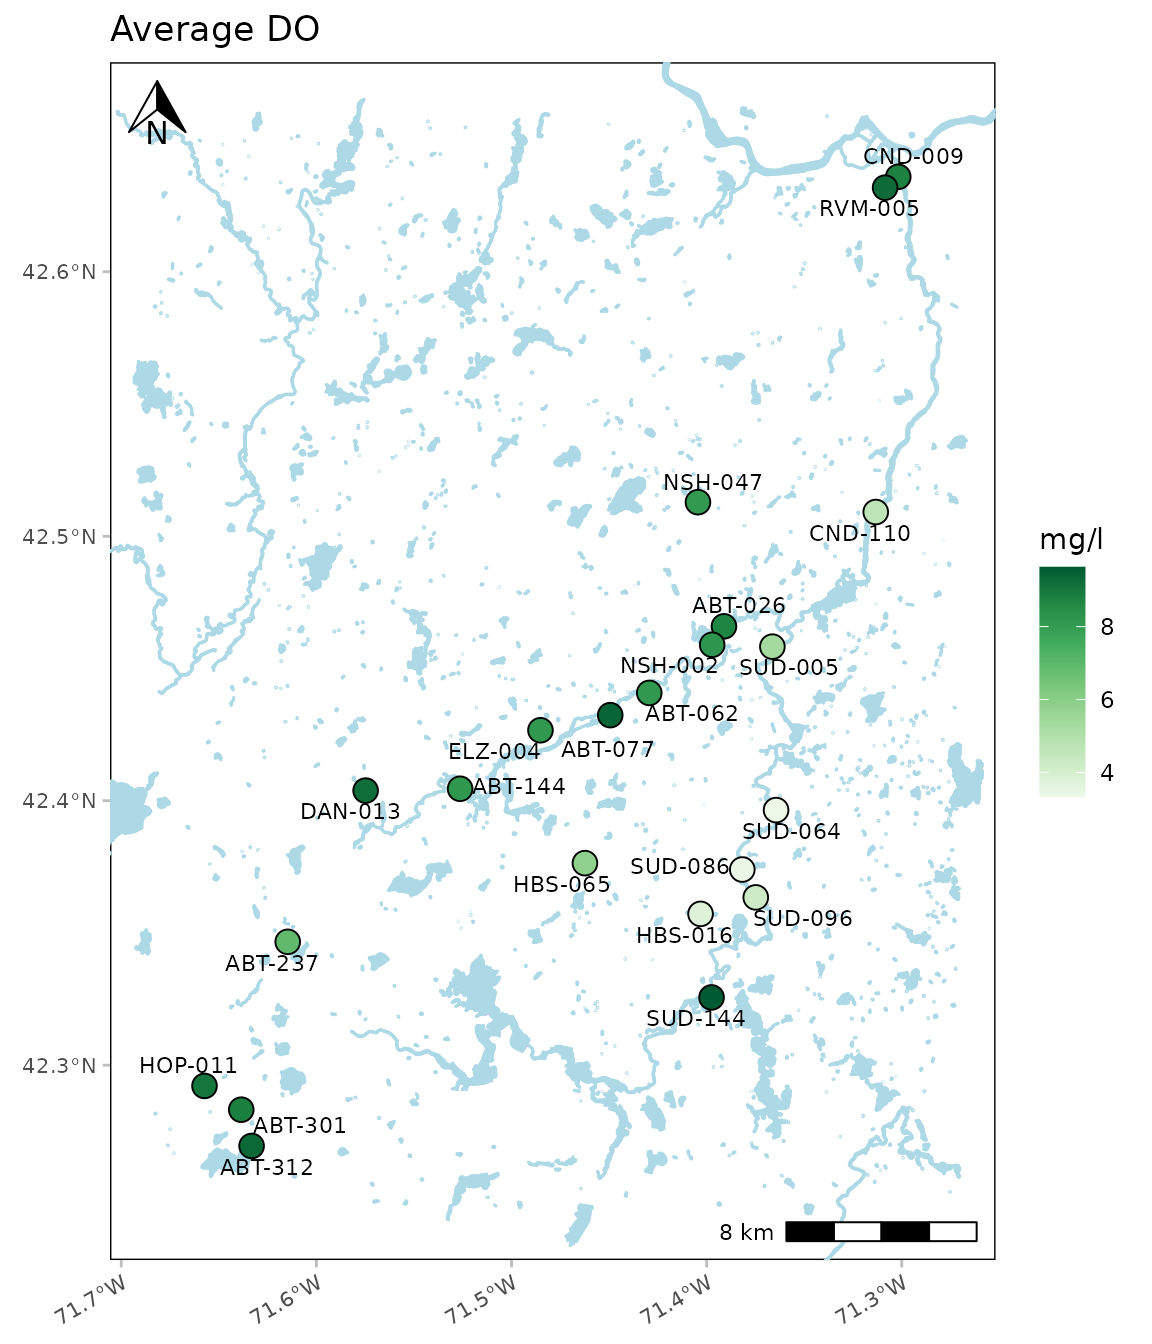 Average DO
N
CND-009
RVM-005
42.6°N
NSH-047
CND-110
42.5°N
mg/l
ABT-026
8
NSH-002
SUD-005
ABT-062
6
ELZ-004
ABT-077
4
ABT-144
42.4°N
DAN-013
SUD-064
SUD-086
HBS-065
SUD-096
HBS-016
ABT-237
SUD-144
42.3°N
HOP-011
ABT-301
ABT-312
8 km
71.7°W
71.6°W
71.5°W
71.4°W
71.3°W